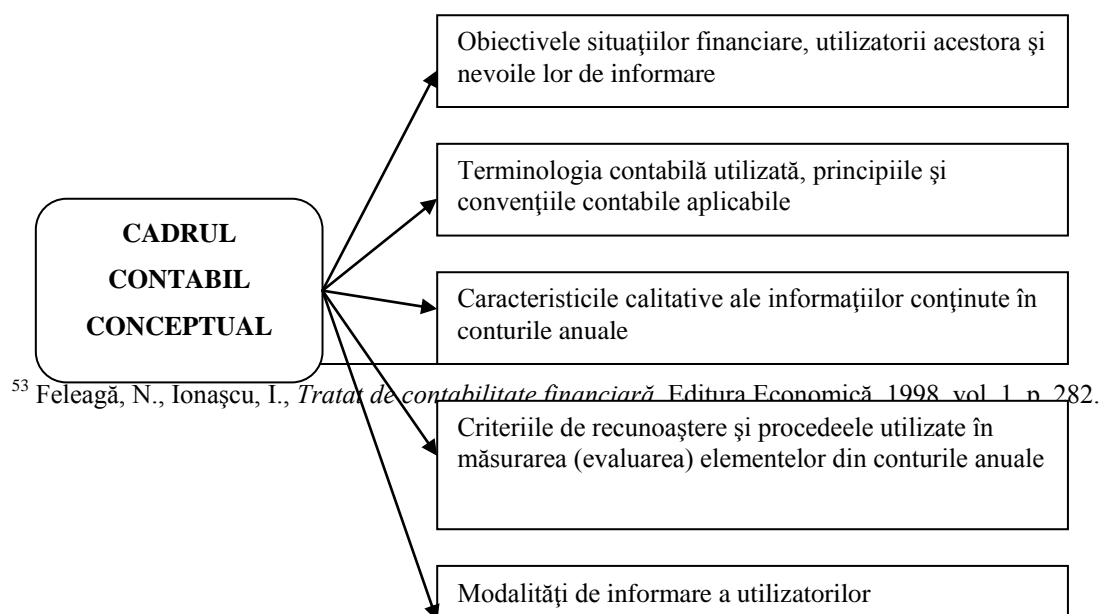 Obiectivele situaţiilor financiare, utilizatorii acestora şi
nevoile lor de informare
Terminologia contabilă utilizată, principiile şi
convenţiile contabile aplicabile
CADRUL
CONTABIL
CONCEPTUAL
Caracteristicile calitative ale informaţiilor conţinute în
conturile anuale
53 Feleagă, N., Ionaşcu, I., Tratat de contabilitate financiară, Editura Economică, 1998, vol. 1, p. 282.
Criteriile de recunoaştere şi procedeele utilizate în
măsurarea (evaluarea) elementelor din conturile anuale
Modalităţi de informare a utilizatorilor